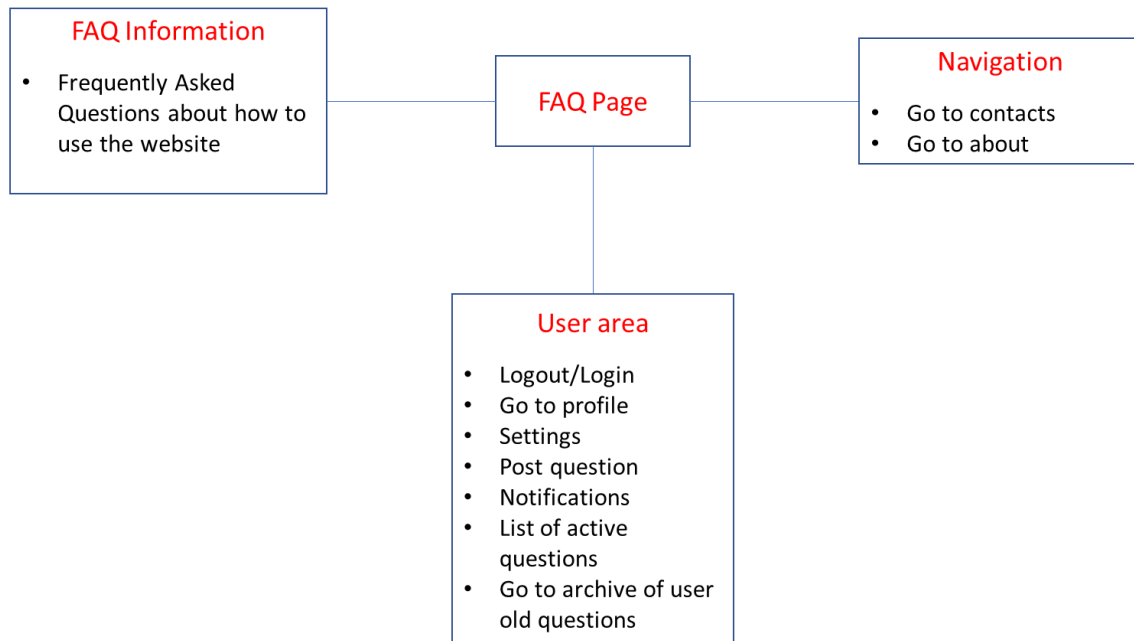 FAQ Information
• Frequently Asked
Questions about how to
use the website
FAQ Page
Navigation
• Go to contacts
• Go to about
User area
• Logout/Login
• Go to profile
• Settings
• Post question
• Notifications
• List of active
questions
• Go to archive of user
old questions